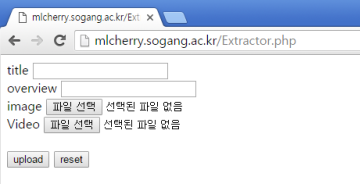 mlcherry.sogang.ac.kr/Ext
mlcherry.sogang.ac.kr/Extractor.php
title
overview
image 파일 선택 선택된 파일 없음
Video 파일 선택 선택된 파일 없음
upload reset